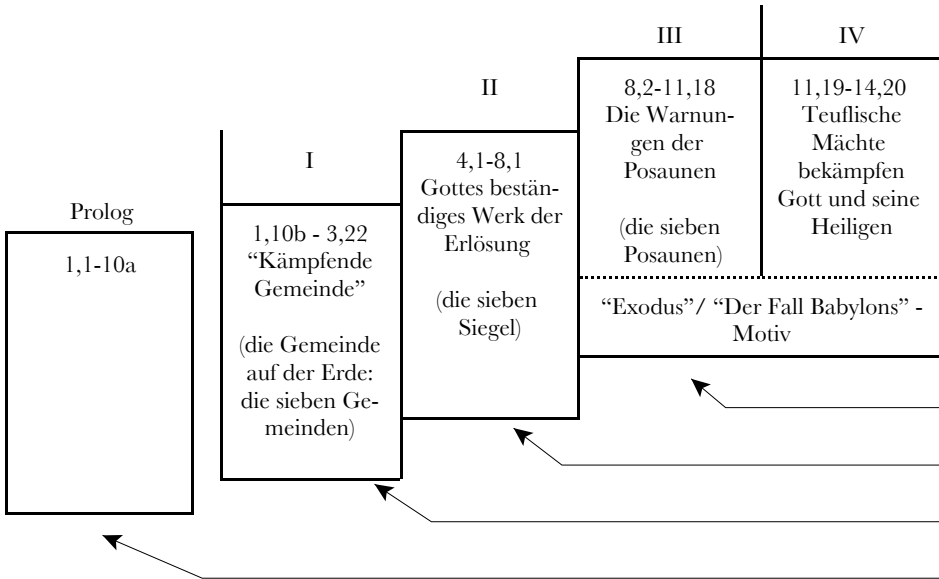 Prolog
1,1-10a
I
1,10b - 3,22
“Kämpfende
Gemeinde”
(die Gemeinde
auf der Erde:
die sieben Ge-
meinden)
II
4,1-8,1
Gottes bestän-
diges Werk der
Erlösung
(die sieben
Siegel)
III
8,2-11,18
Die Warnun-
gen der
Posaunen
(die sieben
Posaunen)
IV
11,19-14,20
Teuflische
Mächte
bekämpfen
Gott und seine
Heiligen
“Exodus”/ “Der Fall Babylons” -
Motiv